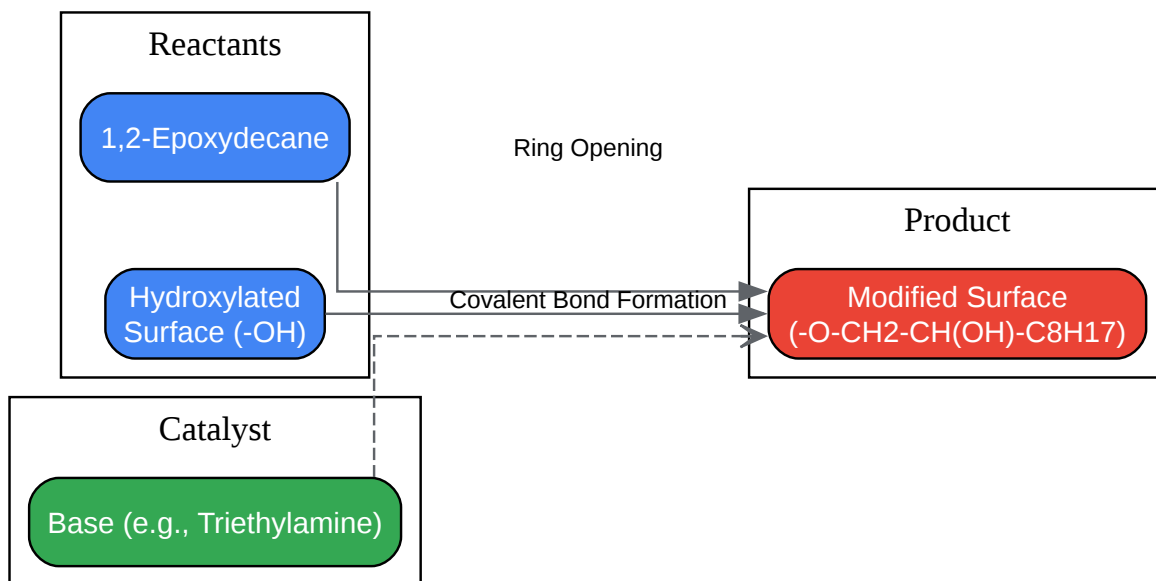 Reactants
1,2-Epoxydecane
Ring Opening
Hydroxylated
Surface (-OH)
Covalent Bond Formation
Product
Modified Surface
(-O-CH2-CH(OH)-C8H17)
Catalyst
Base (e.g., Triethylamine)